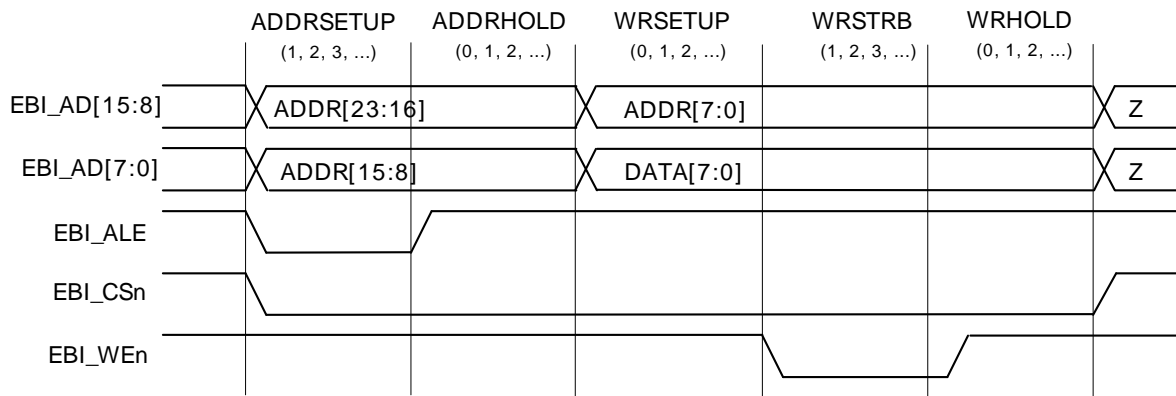 ADDRSETUP ADDRHOLD WRSETUP WRSTRB WRHOLD
(1, 2, 3, ...) (0, 1, 2, ...) (0, 1, 2, ...) (1, 2, 3, ...) (0, 1, 2, ...)
EBI_AD[15:8] ADDR[23:16] ADDR[7:0] Z
EBI_AD[7:0] ADDR[15:8] DATA[7:0] Z
EBI_ALE
EBI_CSn
EBI_WEn